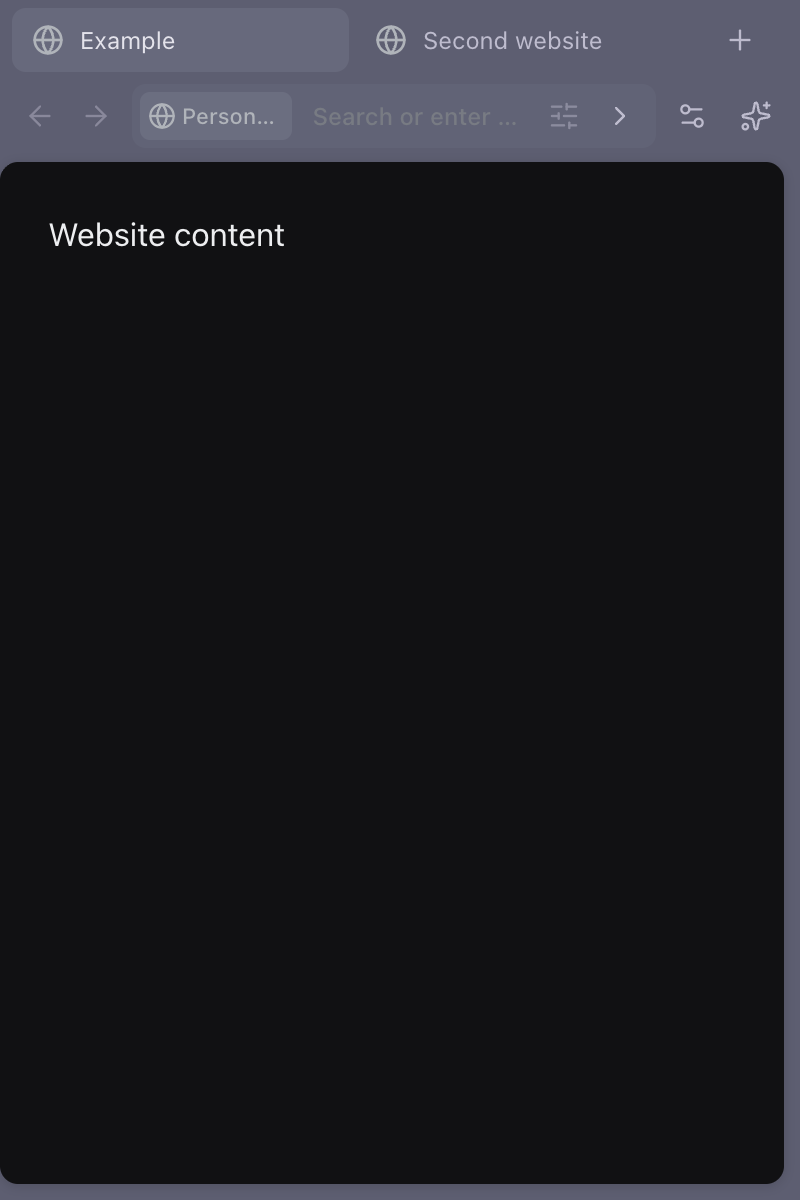 Example
Second website
Person...
Search or enter ...
Website content